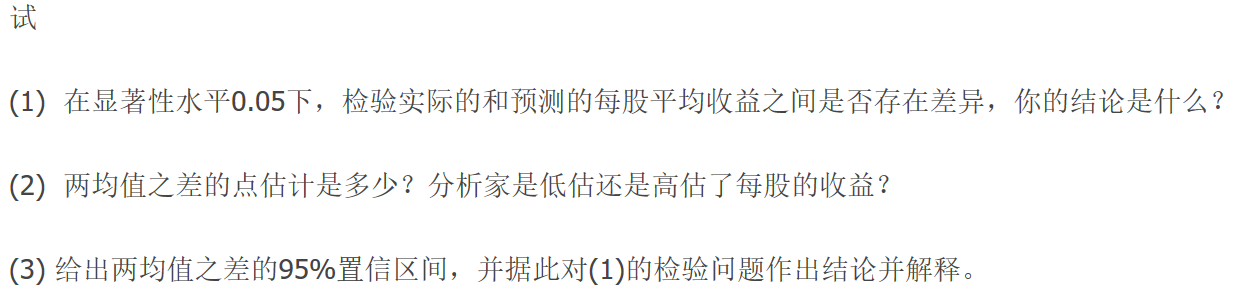 试
(1) 在显著性水平0.05下，检验实际的和预测的每股平均收益之间是否存在差异，你的结论是什么？
(2) 两均值之差的点估计是多少？分析家是低估还是高估了每股的收益？
(3) 给出两均值之差的95%置信区间，并据此对(1)的检验问题作出结论并解释。